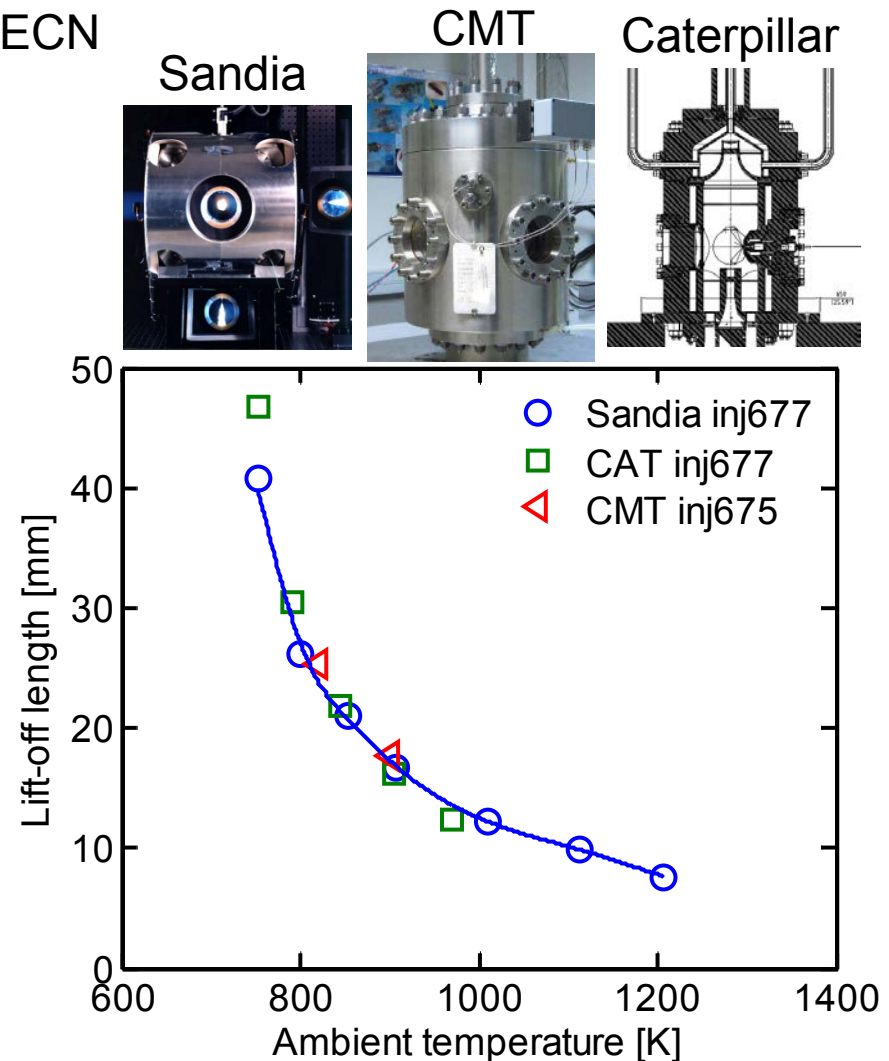 ECN
Sandia
CMT
Caterpillar
50
40
30
20
10
0
Lift-off length [mm]
Sandia inj677
CAT inj677
CMT inj675
600
800
1000
1200
1400
Ambient temperature [K]